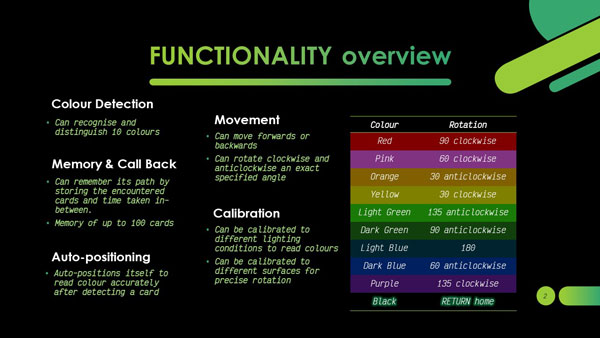 FUNCTIONALITY overview
Colour Detection
• Can recognise and
distinguish 10 colours
Memory & Call Back
• Can remember its path by
storing the encountered
cards and time taken in-
between.
• Memory of up to 100 cards
Auto-positioning
• Auto-positions itself to
read colour accurately
after detecting a card
Movement
• Can move forwards or
backwards
• Can rotate clockwise and
anticlockwise an exact
specified angle
Calibration
• Can be calibrated to
different lighting
conditions to read colours
• Can be calibrated to
different surfaces for
precise rotation
Colour Rotation
Red 90 clockwise
Pink 60 clockwise
Orange 30 anticlockwise
Yellow 30 clockwise
Light Green 135 anticlockwise
Dark Green 90 anticlockwise
Light Blue 180
Dark Blue 60 anticlockwise
Purple 135 clockwise
Black RETURN home
2